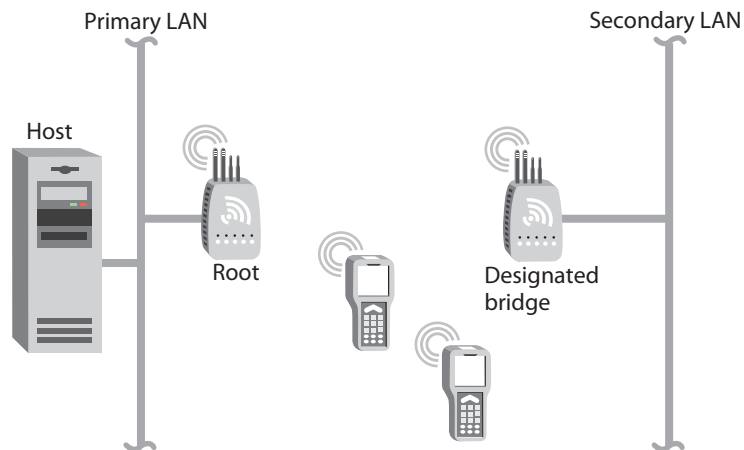 Primary LAN
Secondary LAN
Host
Root
Designated
bridge